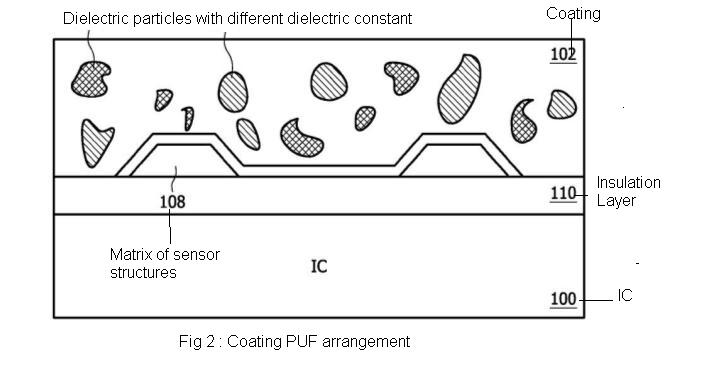 Dielectric particles with different dielectric constant
Coating
102
108
110
Insulation
Layer
Matrix of sensor
structures
IC
100
IC
Fig 2 : Coating PUF arrangement